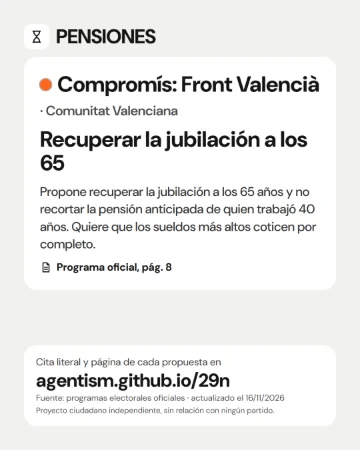 PENSIONES
Compromís: Front Valencià
· Comunitat Valenciana
Recuperar la jubilación a los
65
Propone recuperar la jubilación a los 65 años y no
recortar la pensión anticipada de quien trabajó 40
años. Quiere que los sueldos más altos coticen por
completo.
Programa oficial, pág. 8
Cita literal y página de cada propuesta en
agentism.github.io/29n
Fuente: programas electorales oficiales · actualizado el 16/11/2026
Proyecto ciudadano independiente, sin relación con ningún partido.